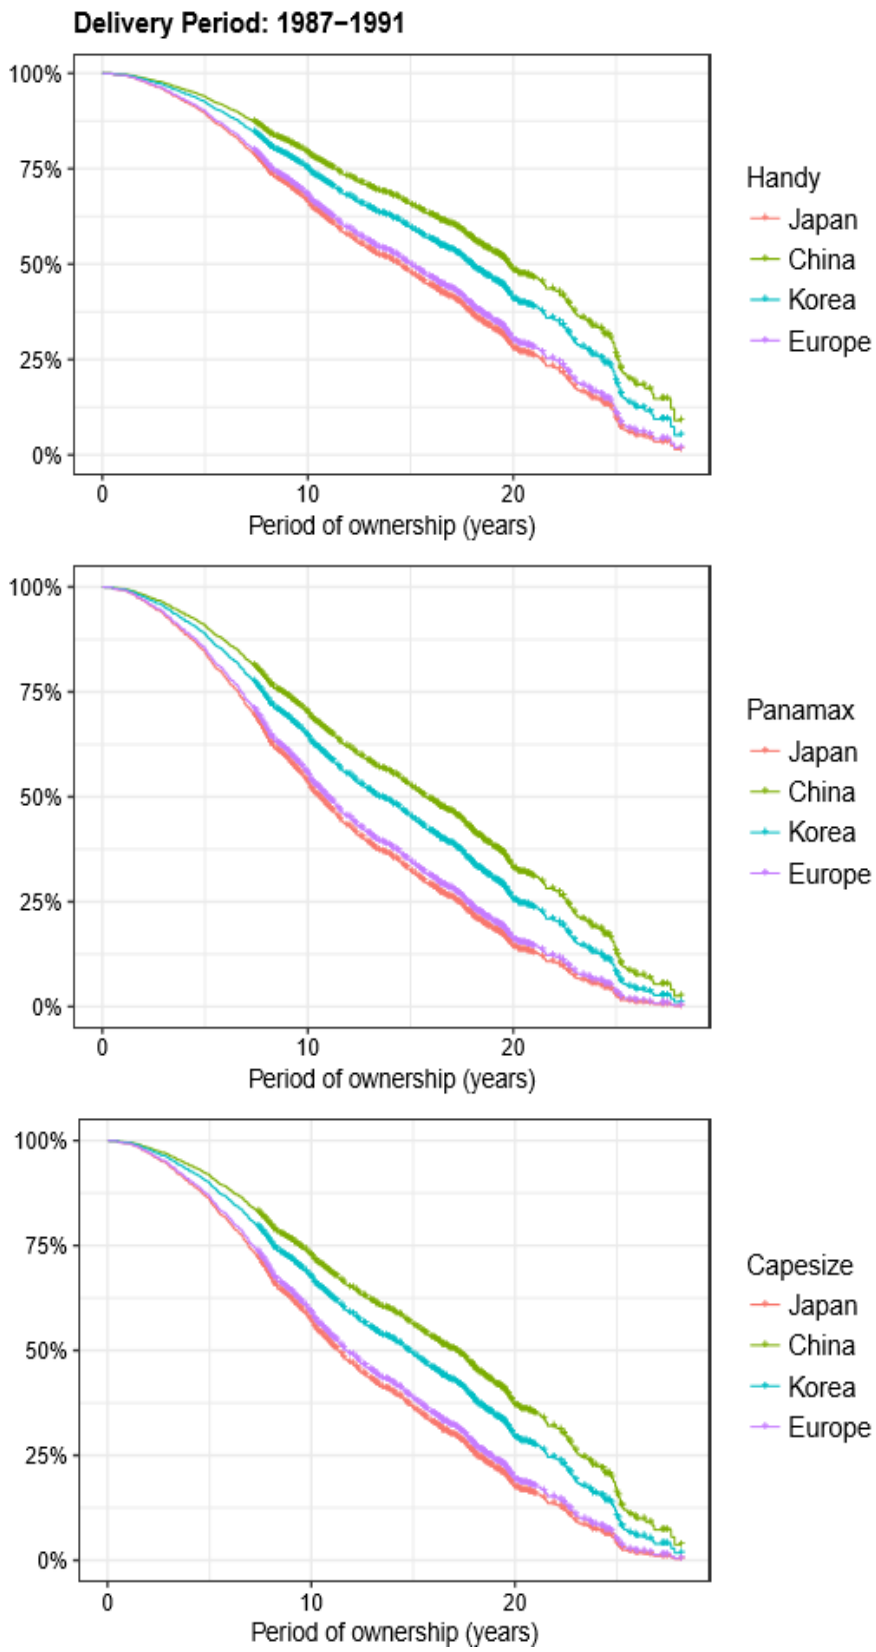 Delivery Period: 1987−1991
100%
75%
50%
25%
0%
0 10 20
Period of ownership (years)
Handy
Japan
China
Korea
Europe
100%
75%
50%
25%
0%
0 10 20
Period of ownership (years)
Panamax
Japan
China
Korea
Europe
100%
75%
50%
25%
0%
0 10 20
Period of ownership (years)
Capesize
Japan
China
Korea
Europe